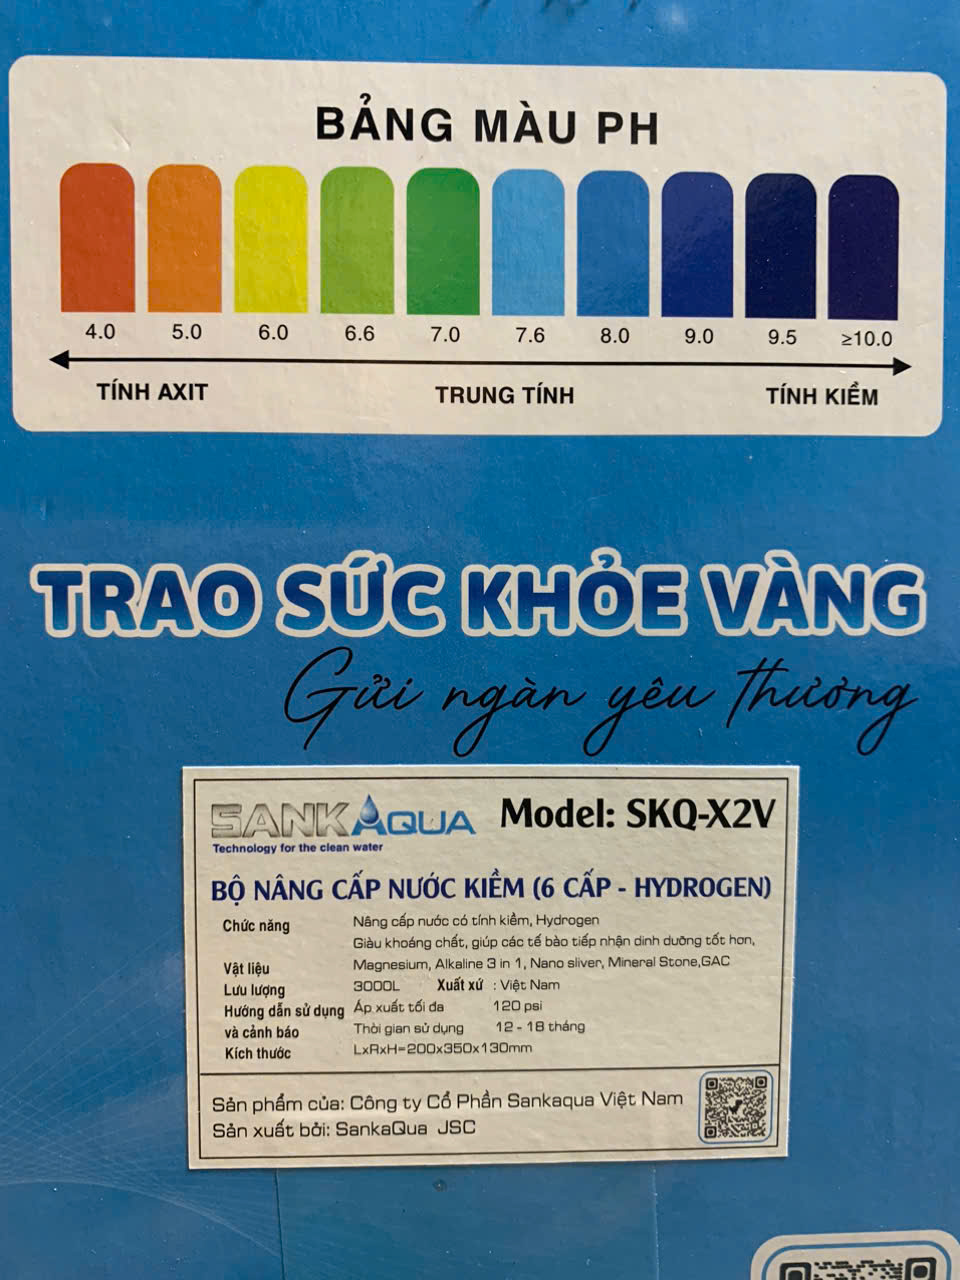 BẢNG MÀU PH
4.0 5.0 6.0 6.6 7.0 7.6 8.0 9.0 9.5 ≥10.0
TÍNH AXIT TRUNG TÍNH TÍNH KIỀM
TRAO SỨC KHỎE VÀNG
Gửi ngàn yêu thương
SANKAQUA Model: SKQ-X2V
Technology for the clean water
BỘ NÂNG CẤP NƯỚC KIỀM (6 CẤP - HYDROGEN)
Chức năng Nâng cấp nước có tính kiềm, Hydrogen
Giàu khoáng chất, giúp các tế bào tiếp nhận dinh dưỡng tốt hơn,
Vật liệu Magnesium, Alkaline 3 in 1, Nano sliver, Mineral Stone,GAC
Lưu lượng 3000L Xuất xứ : Việt Nam
Hướng dẫn sử dụng Áp xuất tối đa 120 psi
và cảnh báo Thời gian sử dụng 12 - 18 tháng
Kích thước LxRxH=200x350x130mm
Sản phẩm của: Công ty Cổ Phần Sankaqua Việt Nam
Sản xuất bởi: SankaQua JSC